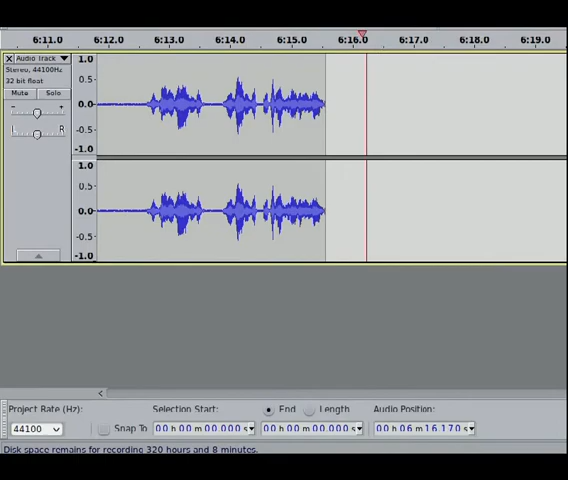 6:11.0 6:12.0 6:13.0 6:14.0 6:15.0 6:16.0 6:17.0 6:18.0 6:19.0
X Audio Track 1.0
Stereo, 44100Hz
32 bit float 0.5
Mute Solo
- + 0.0
L R -0.5
-1.0
1.0
0.5
0.0
-0.5
-1.0
Project Rate (Hz): Selection Start: End Length Audio Position:
44100 Snap To 00 h 00 m 00.000 s 00 h 00 m 00.000 s 00 h 06 m 16.170 s
Disk space remains for recording 320 hours and 8 minutes.